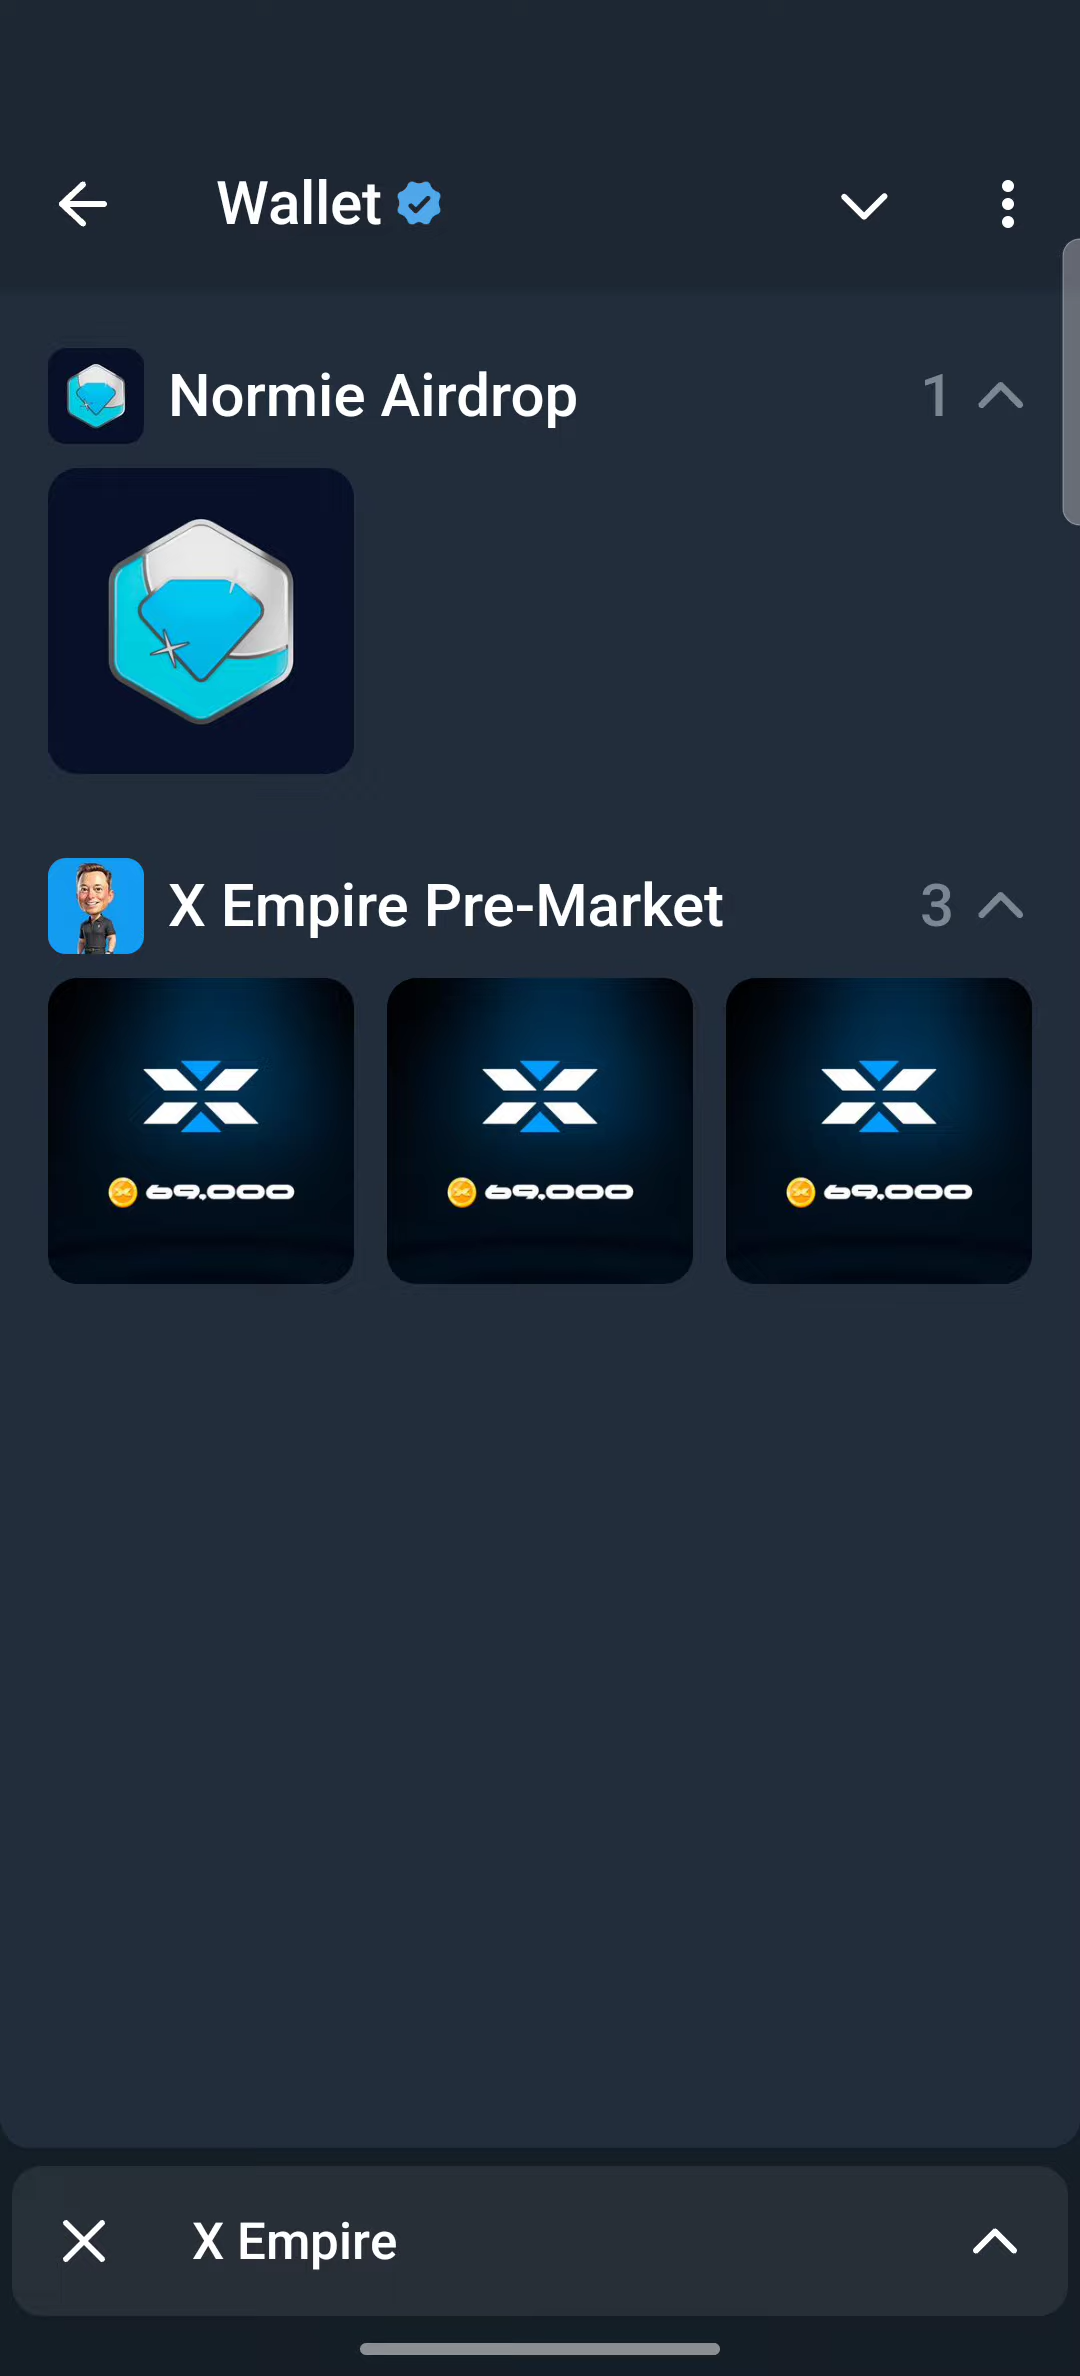 Wallet
Normie Airdrop 1
X Empire Pre-Market 3
69,000 69,000 69,000
X Empire